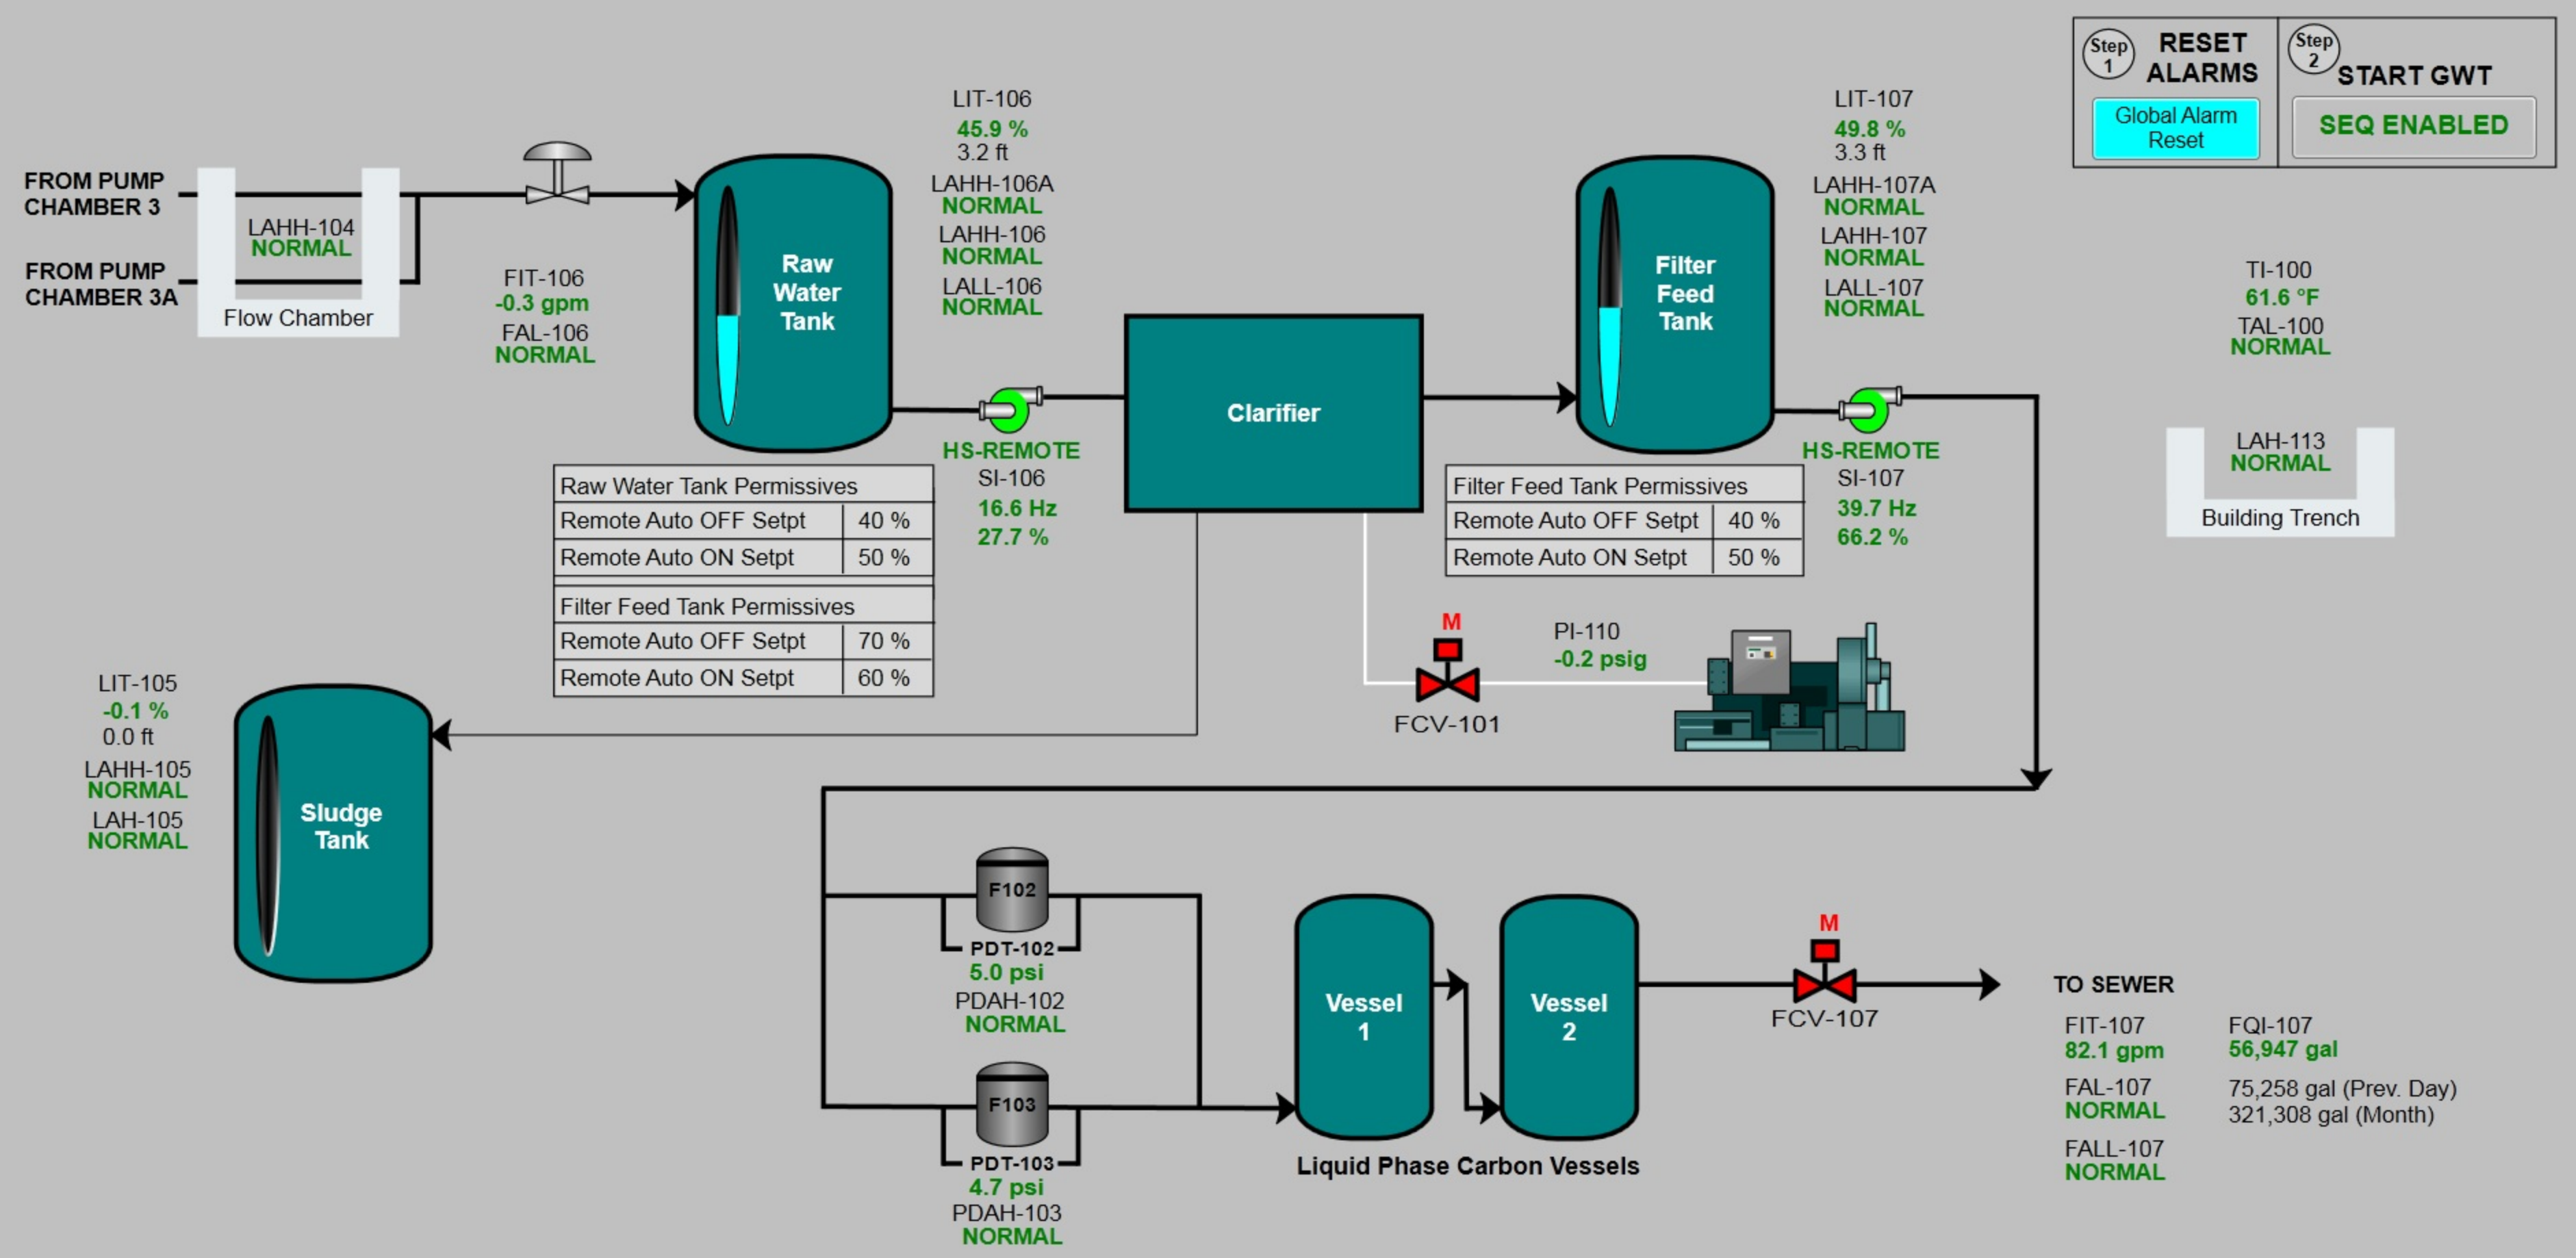 Step
1
RESET
ALARMS
Global Alarm
Reset
Step
2
START GWT
SEQ ENABLED
FROM PUMP
CHAMBER 3
FROM PUMP
CHAMBER 3A
LAHH-104
NORMAL
Flow Chamber
FIT-106
-0.3 gpm
FAL-106
NORMAL
Raw
Water
Tank
LIT-106
45.9 %
3.2 ft
LAHH-106A
NORMAL
LAHH-106
NORMAL
LALL-106
NORMAL
HS-REMOTE
SI-106
16.6 Hz
27.7 %
Raw Water Tank Permissives
Remote Auto OFF Setpt 40 %
Remote Auto ON Setpt 50 %
Filter Feed Tank Permissives
Remote Auto OFF Setpt 70 %
Remote Auto ON Setpt 60 %
Clarifier
Filter
Feed
Tank
LIT-107
49.8 %
3.3 ft
LAHH-107A
NORMAL
LAHH-107
NORMAL
LALL-107
NORMAL
HS-REMOTE
SI-107
39.7 Hz
66.2 %
Filter Feed Tank Permissives
Remote Auto OFF Setpt 40 %
Remote Auto ON Setpt 50 %
TI-100
61.6 °F
TAL-100
NORMAL
LAH-113
NORMAL
Building Trench
M
FCV-101
PI-110
-0.2 psig
LIT-105
-0.1 %
0.0 ft
LAHH-105
NORMAL
LAH-105
NORMAL
Sludge
Tank
F102
PDT-102
5.0 psi
PDAH-102
NORMAL
F103
PDT-103
4.7 psi
PDAH-103
NORMAL
Vessel
1
Vessel
2
Liquid Phase Carbon Vessels
M
FCV-107
TO SEWER
FIT-107
82.1 gpm
FAL-107
NORMAL
FALL-107
NORMAL
FQI-107
56,947 gal
75,258 gal (Prev. Day)
321,308 gal (Month)